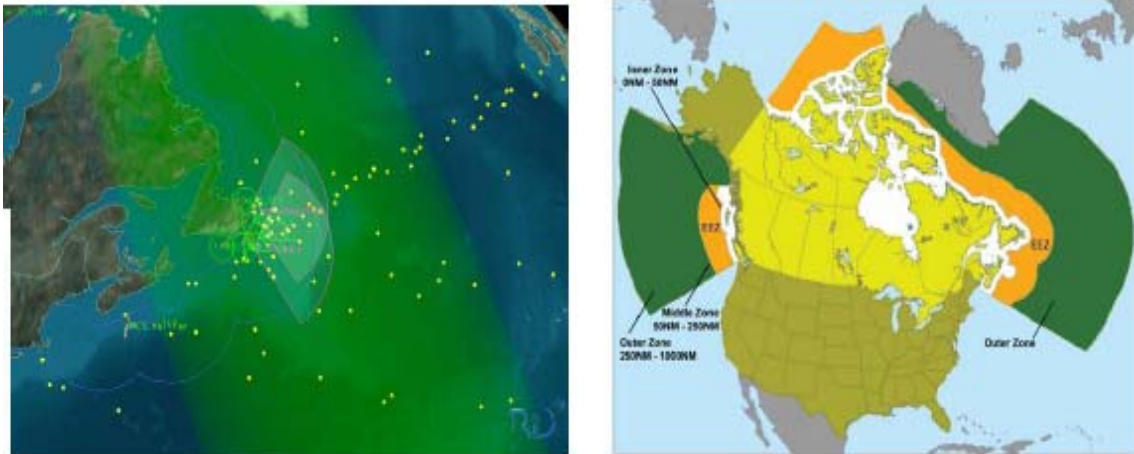 Inner Zone
0NM - 50NM
EEZ
EEZ
Middle Zone
50NM - 250NM
Outer Zone
250NM - 1000NM
Outer Zone